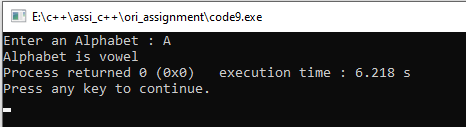 E:\c++\assi_c++\ori_assignment\code9.exe
Enter an Alphabet : A
Alphabet is vowel
Process returned 0 (0x0)   execution time : 6.218 s
Press any key to continue.